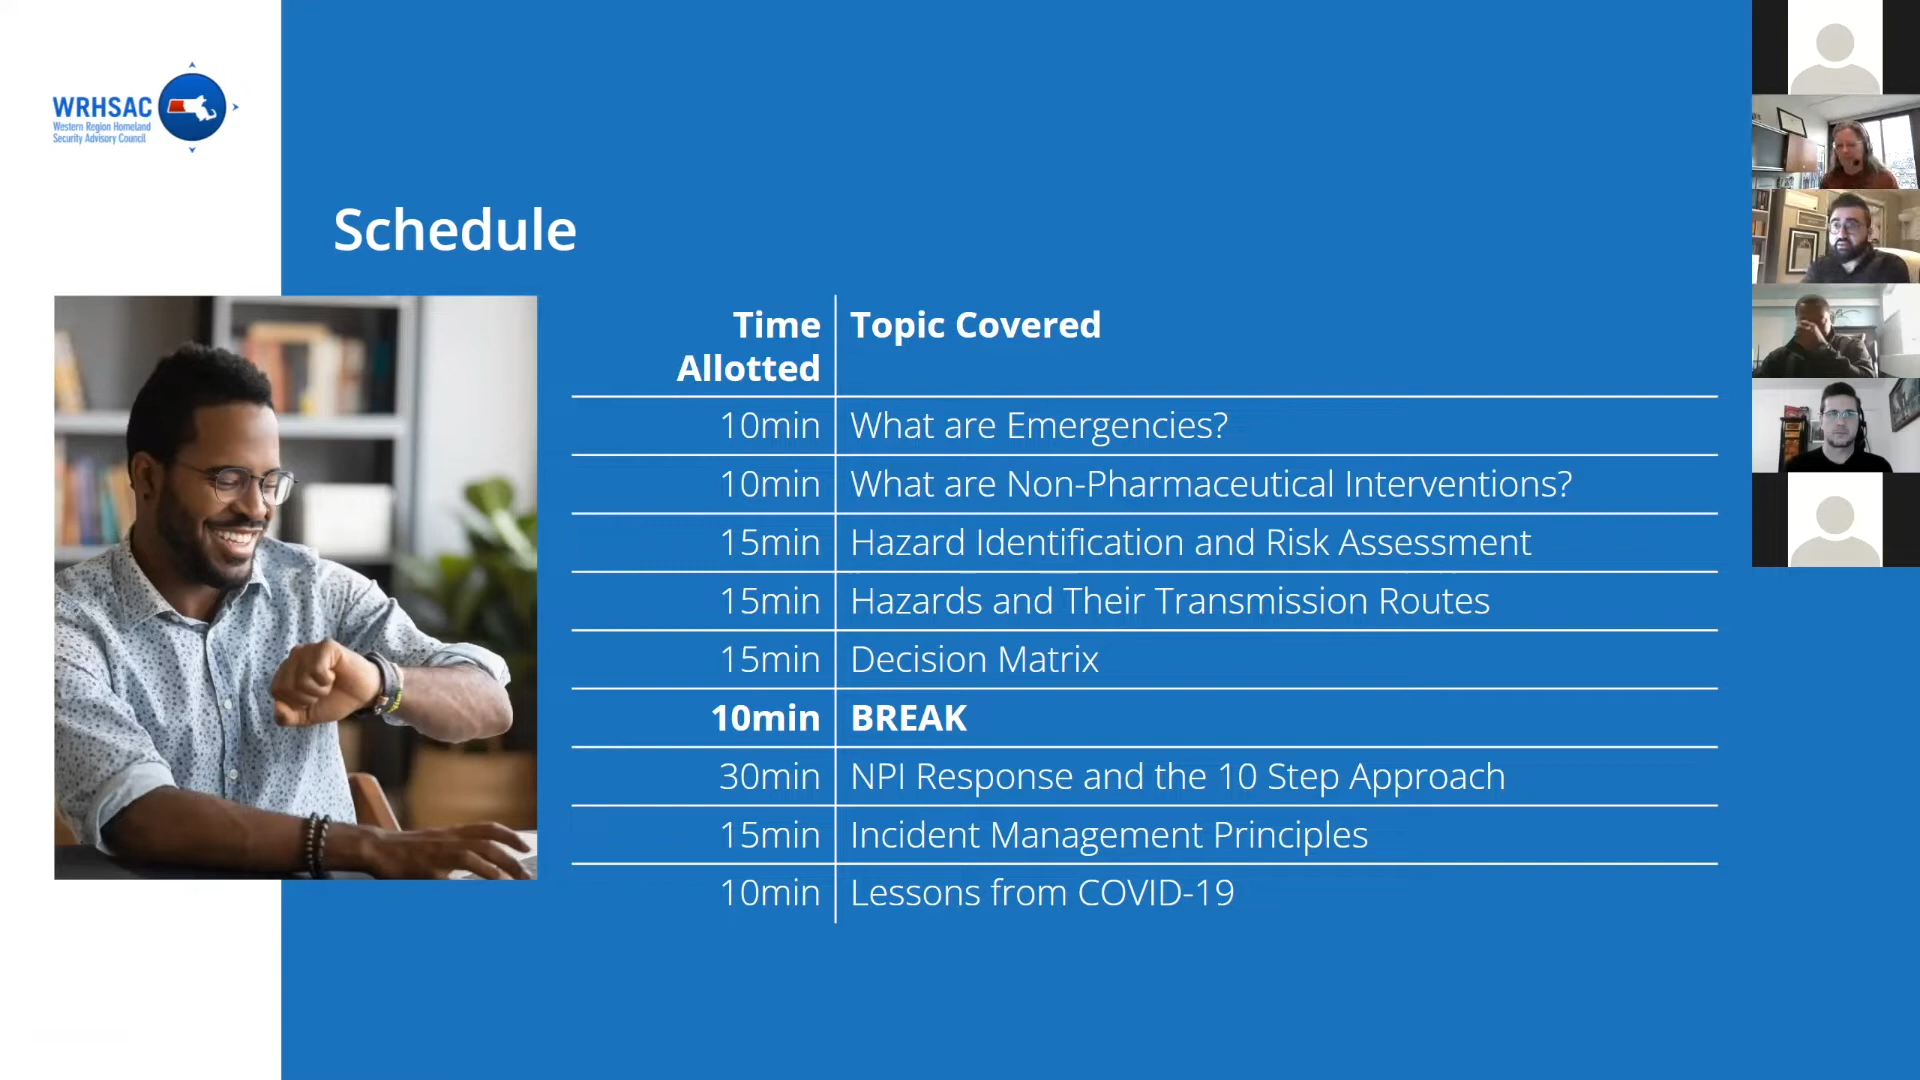 WRHSAC
Western Region Homeland
Security Advisory Council
Schedule
Time Allotted Topic Covered
10min What are Emergencies?
10min What are Non-Pharmaceutical Interventions?
15min Hazard Identification and Risk Assessment
15min Hazards and Their Transmission Routes
15min Decision Matrix
10min BREAK
30min NPI Response and the 10 Step Approach
15min Incident Management Principles
10min Lessons from COVID-19